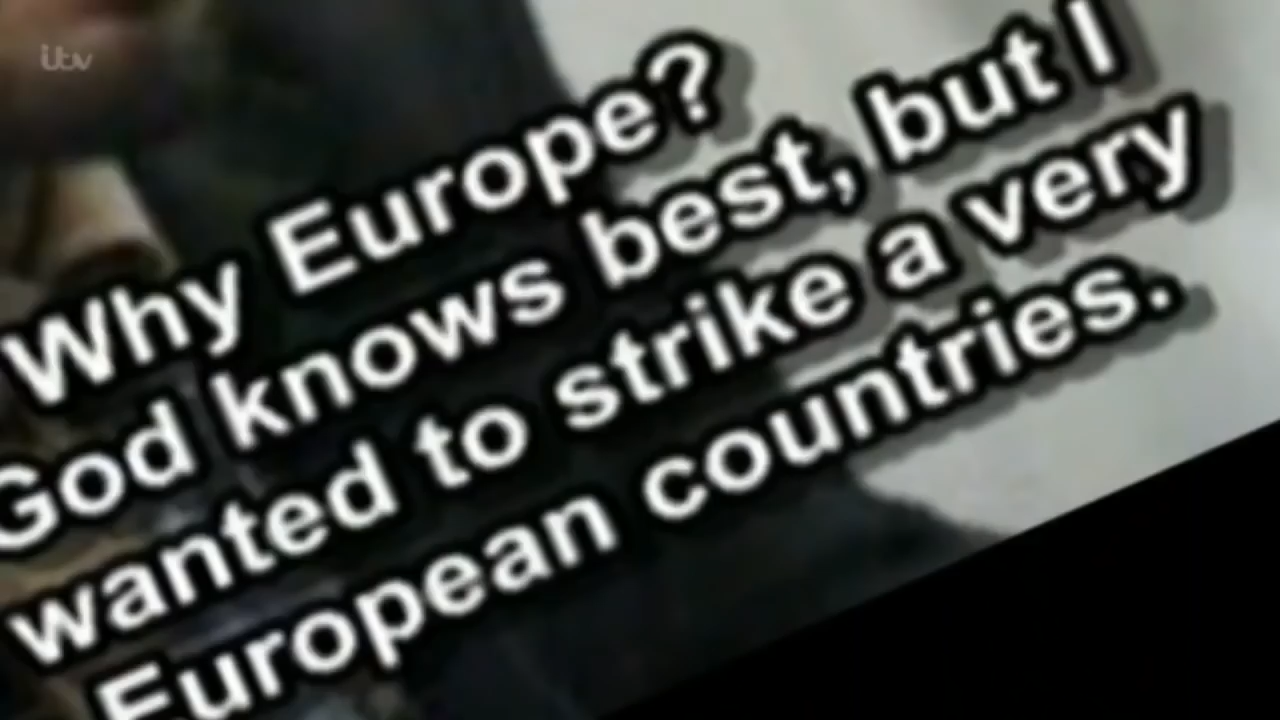 itv
Why Europe?
God knows best, but I
wanted to strike a very
European countries.